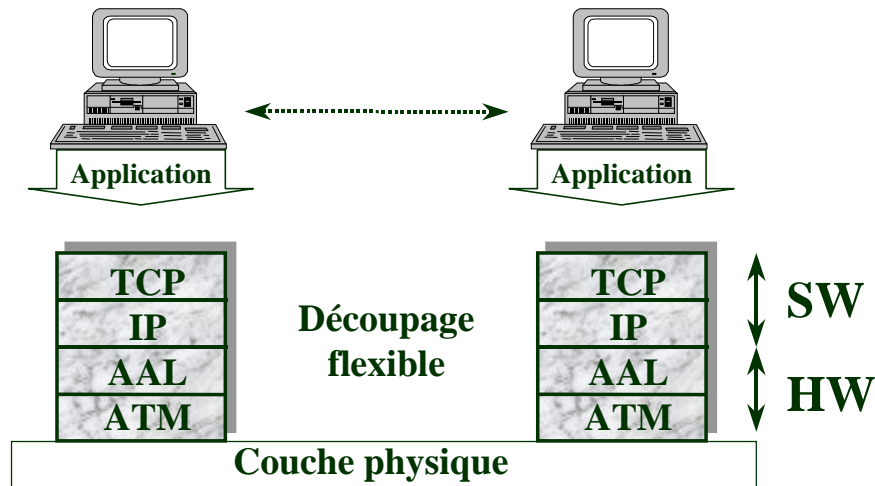 Application
Application
TCP
IP
AAL
ATM
Découpage
flexible
TCP
IP
AAL
ATM
SW
HW
Couche physique